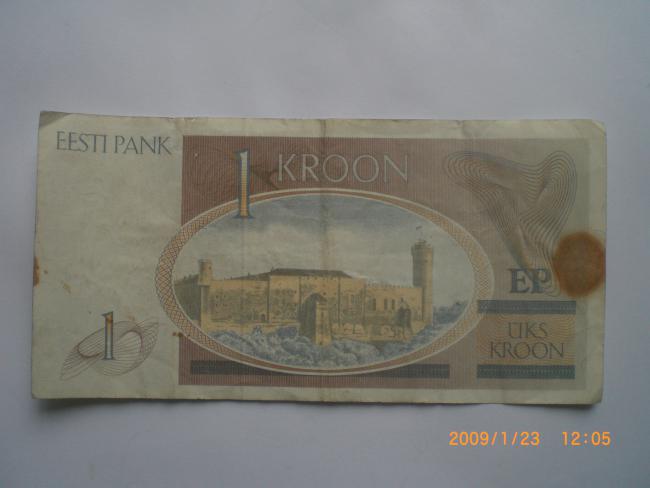 EESTI PANK
1 KROON
EP
1
ÜKS
KROON
2009/1/23 12:05